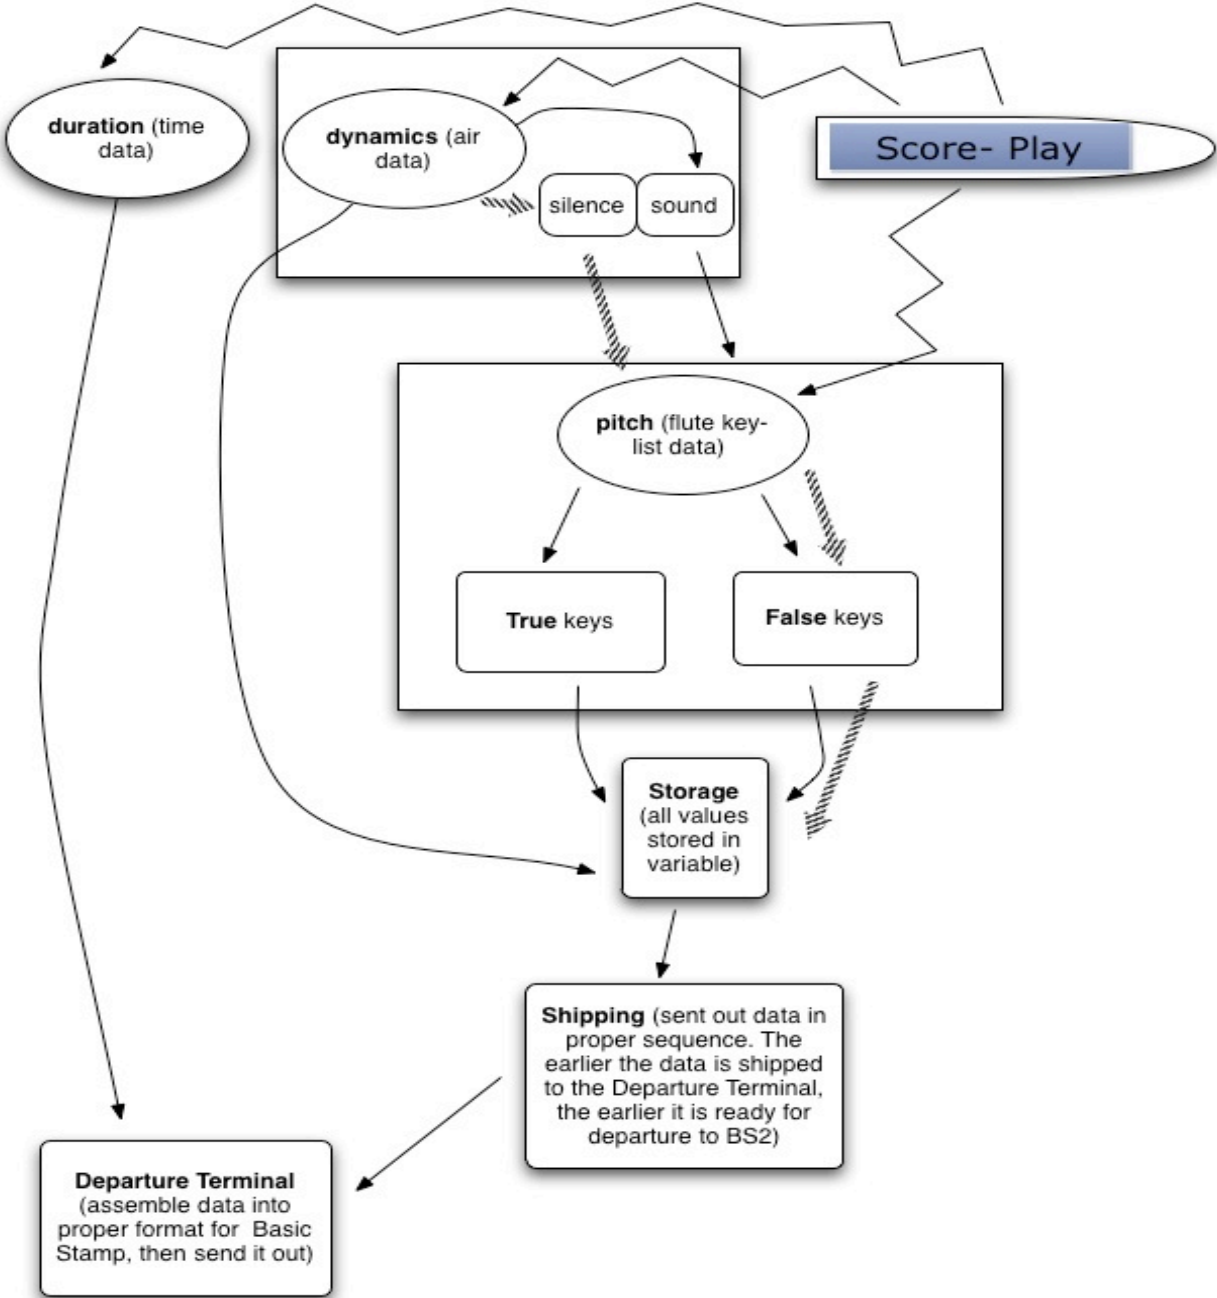 duration (time
data)
dynamics (air
data)
silence
sound
Score- Play
pitch (flute key-
list data)
True keys
False keys
Storage
(all values
stored in
variable)
Shipping (sent out data in
proper sequence. The
earlier the data is shipped
to the Departure Terminal,
the earlier it is ready for
departure to BS2)
Departure Terminal
(assemble data into
proper format for Basic
Stamp, then send it out)